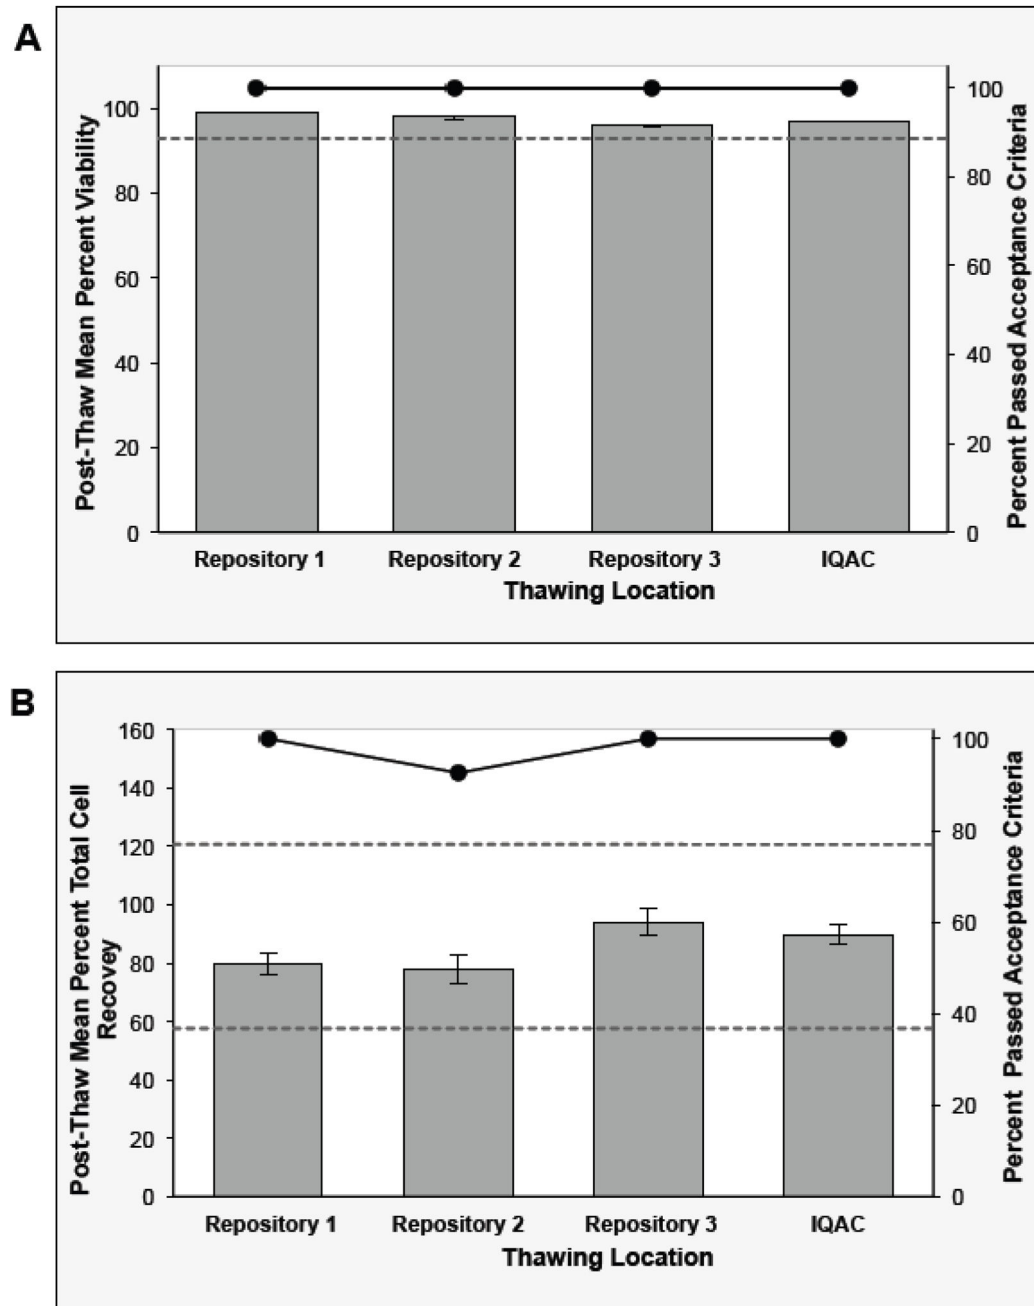 A
Post-Thaw Mean Percent Viability
100
80
60
40
20
0
Percent Passed Acceptance Criteria
100
80
60
40
20
0
Repository 1 Repository 2 Repository 3 IQAC
Thawing Location
B
Post-Thaw Mean Percent Total Cell
Recovey
160
140
120
100
80
60
40
20
0
Percent Passed Acceptance Criteria
100
80
60
40
20
0
Repository 1 Repository 2 Repository 3 IQAC
Thawing Location